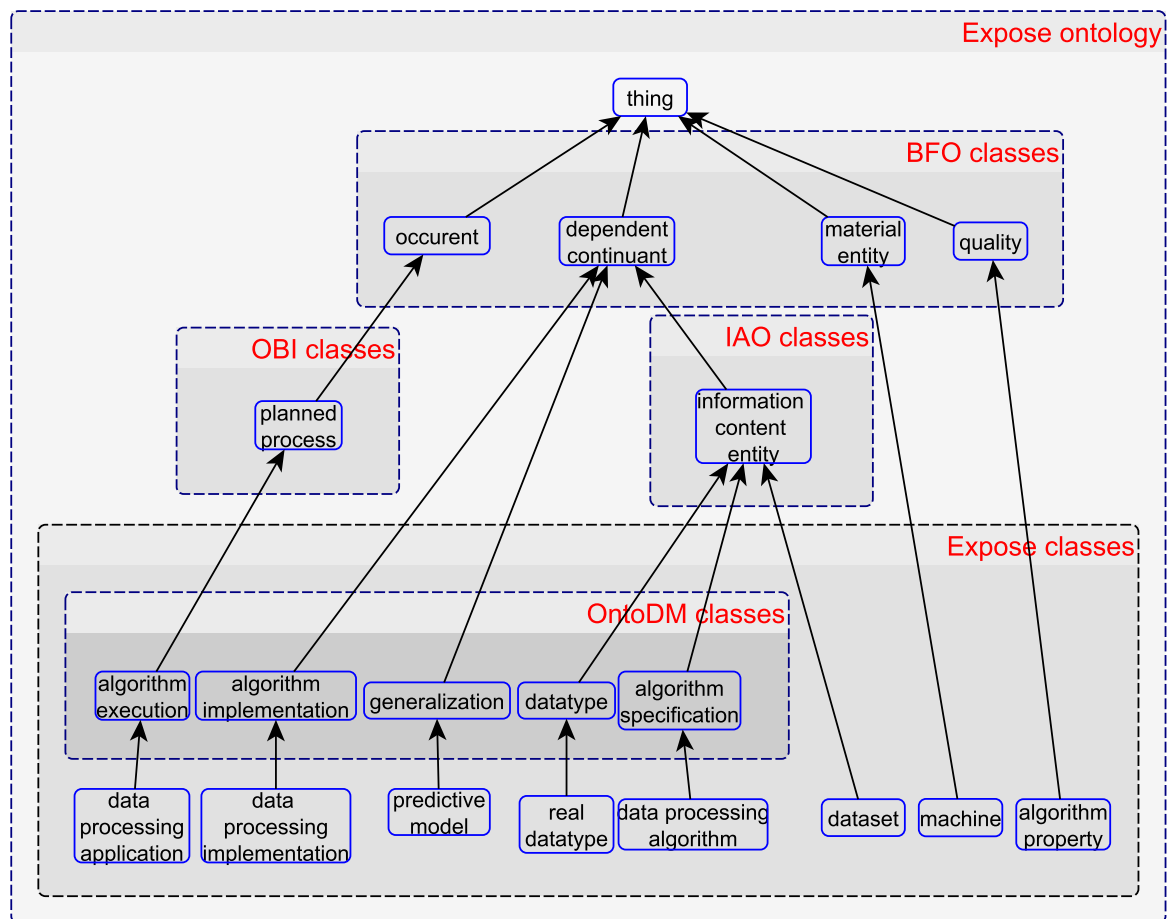 Expose ontology
thing
BFO classes
occurent
dependent
continuant
material
entity
quality
OBI classes
IAO classes
planned
process
information
content
entity
Expose classes
OntoDM classes
algorithm
execution
algorithm
implementation
generalization
datatype
algorithm
specification
data
processing
application
data
processing
implementation
predictive
model
real
datatype
data processing
algorithm
dataset
machine
algorithm
property